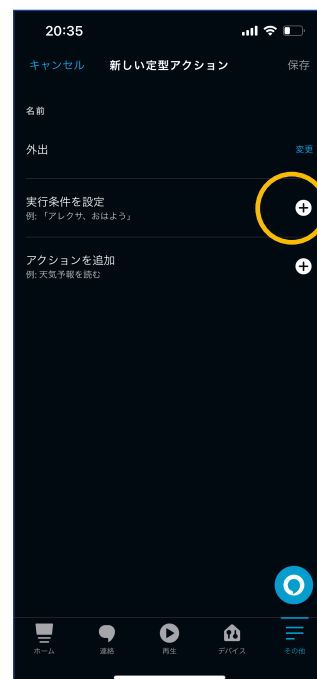 20:35
キャンセル 新しい定型アクション 保存
名前
外出 変更
実行条件を設定
例: 「アレクサ、おはよう」
アクションを追加
例: 天気予報を読む
ホーム 連絡 再生 デバイス その他